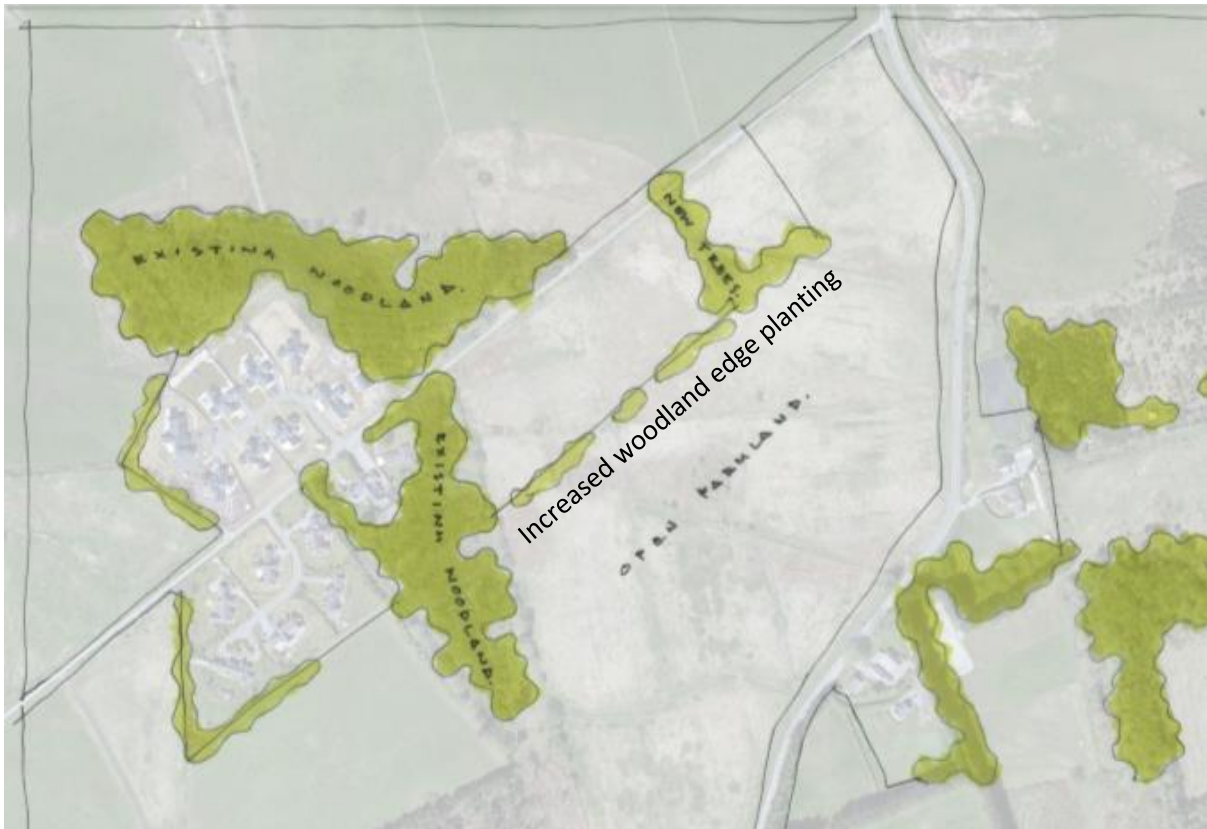 EXISTING WOODLAND.
NEW TREES.
Increased woodland edge planting
EXISTING WOODLAND.
OPEN FARMLAND.